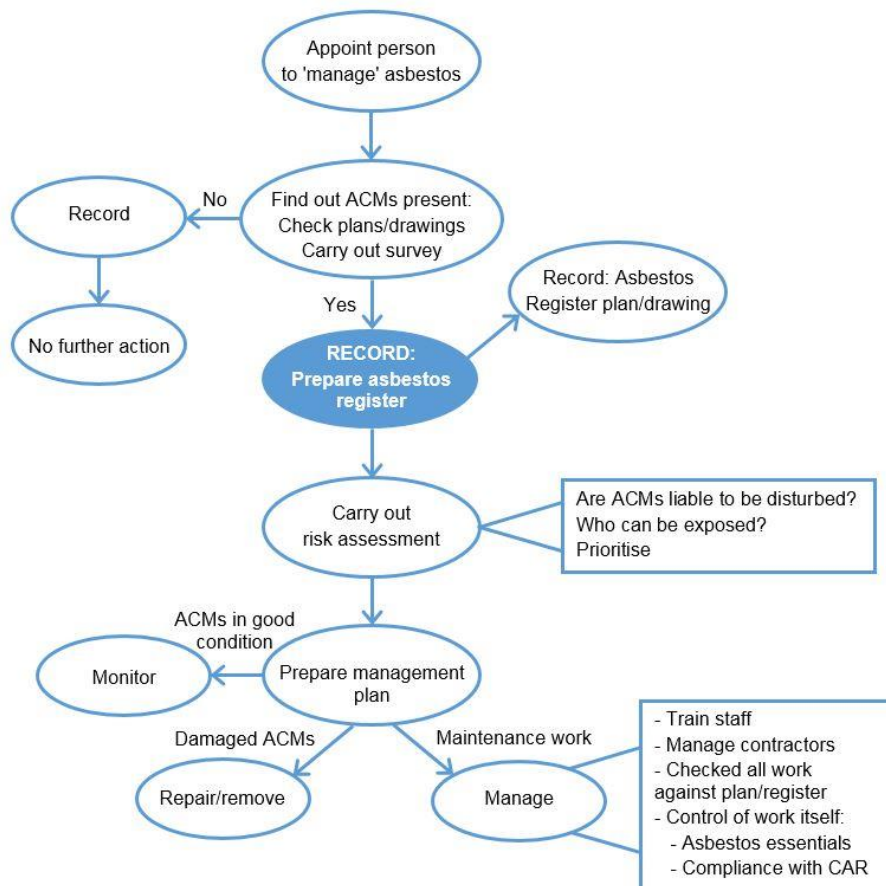 Appoint person
to 'manage' asbestos
No
Find out ACMs present:
Check plans/drawings
Carry out survey
Record
Record: Asbestos
Register plan/drawing
Yes
No further action
RECORD:
Prepare asbestos
register
Carry out
risk assessment
Are ACMs liable to be disturbed?
Who can be exposed?
Prioritise
ACMs in good
condition
Monitor
Prepare management
plan
Damaged ACMs
Maintenance work
Repair/remove
Manage
- Train staff
- Manage contractors
- Checked all work
against plan/register
- Control of work itself:
- Asbestos essentials
- Compliance with CAR